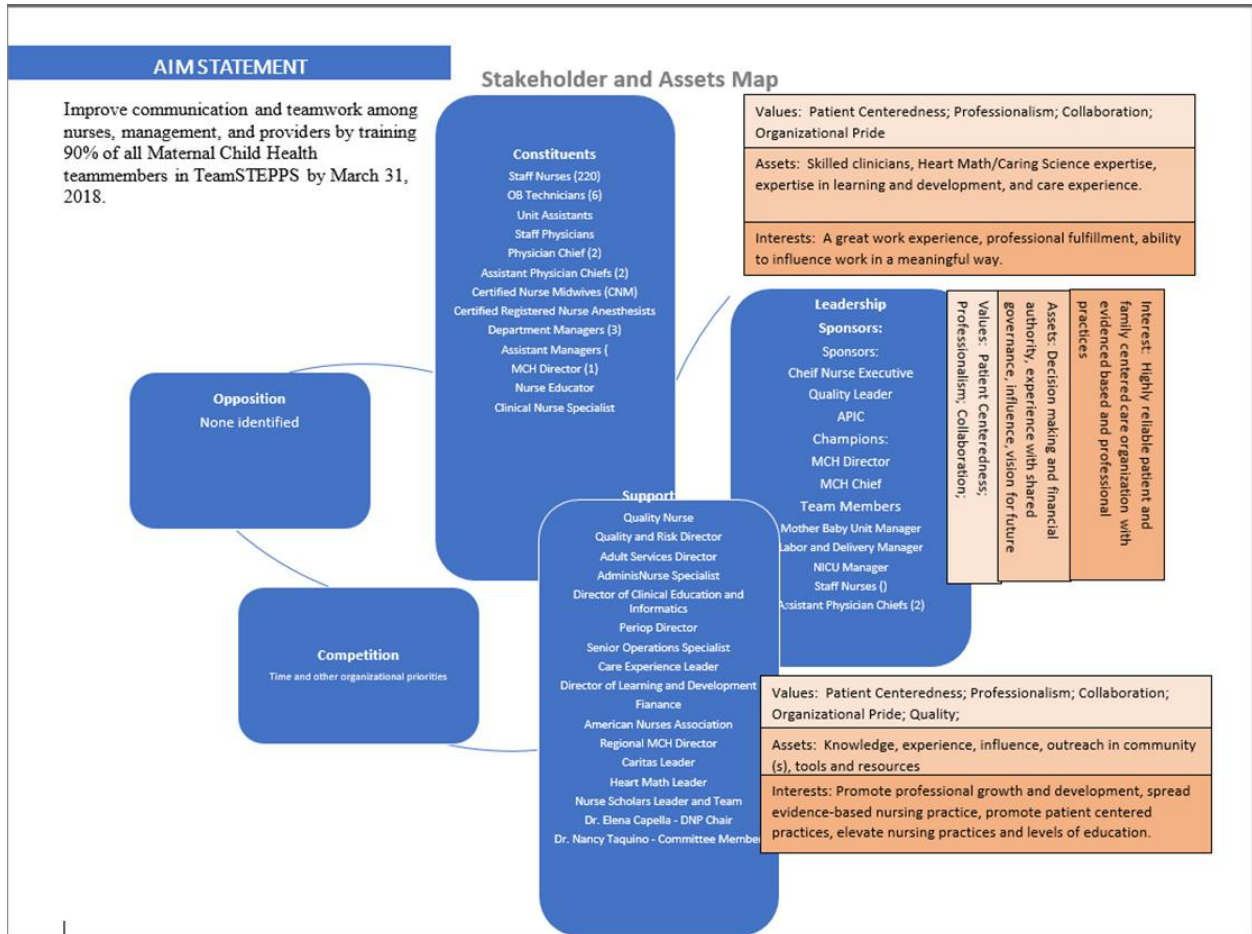 AIM STATEMENT
Improve communication and teamwork among
nurses, management, and providers by training
90% of all Maternal Child Health
teammembers in TeamSTEPPS by March 31,
2018.
Stakeholder and Assets Map
Constituents
Staff Nurses (220)
OB Technicians (6)
Unit Assistants
Staff Physicians
Physician Chief (2)
Assistant Physician Chiefs (2)
Certified Nurse Midwives (CNM)
Certified Registered Nurse Anesthesists
Department Managers (3)
Assistant Managers (
MCH Director (1)
Nurse Educator
Clinical Nurse Specialist
Values: Patient Centeredness; Professionalism; Collaboration;
Organizational Pride
Assets: Skilled clinicians, Heart Math/Caring Science expertise,
expertise in learning and development, and care experience.
Interests: A great work experience, professional fulfillment, ability
to influence work in a meaningful way.
Leadership
Sponsors:
Sponsors:
Cheif Nurse Executive
Quality Leader
APIC
Champions:
MCH Director
MCH Chief
Team Members
Mother Baby Unit Manager
Labor and Delivery Manager
NICU Manager
Staff Nurses ()
Assistant Physician Chiefs (2)
Interest: Highly reliable patient and
family centered care organization with
evidenced based and professional
practices
Assets: Decision making and financial
authority, experience with shared
governance, influence, vision for future
Values: Patient Centeredness;
Professionalism; Collaboration;
Opposition
None identified
Competition
Time and other organizational priorities
Support
Quality Nurse
Quality and Risk Director
Adult Services Director
AdminisNurse Specialist
Director of Clinical Education and
Informatics
Periop Director
Senior Operations Specialist
Care Experience Leader
Director of Learning and Development
Fianance
American Nurses Association
Regional MCH Director
Caritas Leader
Heart Math Leader
Nurse Scholars Leader and Team
Dr. Elena Capella - DNP Chair
Dr. Nancy Taquino - Committee Member
Values: Patient Centeredness; Professionalism; Collaboration;
Organizational Pride; Quality;
Assets: Knowledge, experience, influence, outreach in community
(s), tools and resources
Interests: Promote professional growth and development, spread
evidence-based nursing practice, promote patient centered
practices, elevate nursing practices and levels of education.